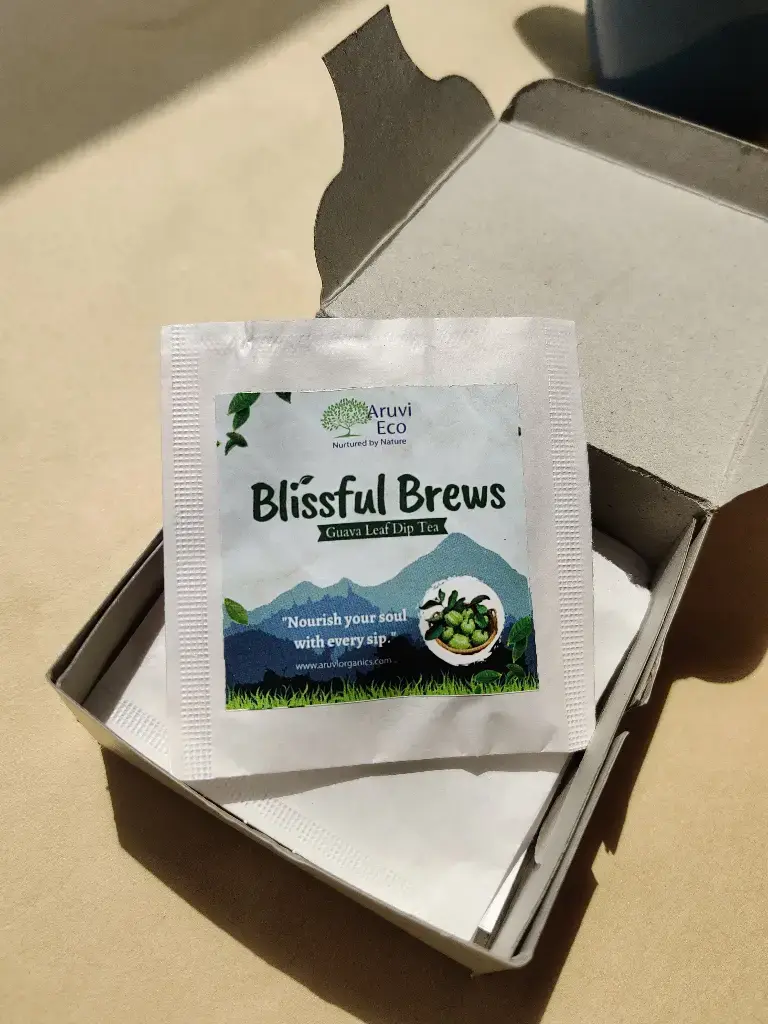 Aruvi
Eco
Nurtured by Nature
Blissful Brews
Guava Leaf Dip Tea
"Nourish your soul
with every sip."
www.aruviorganics.com